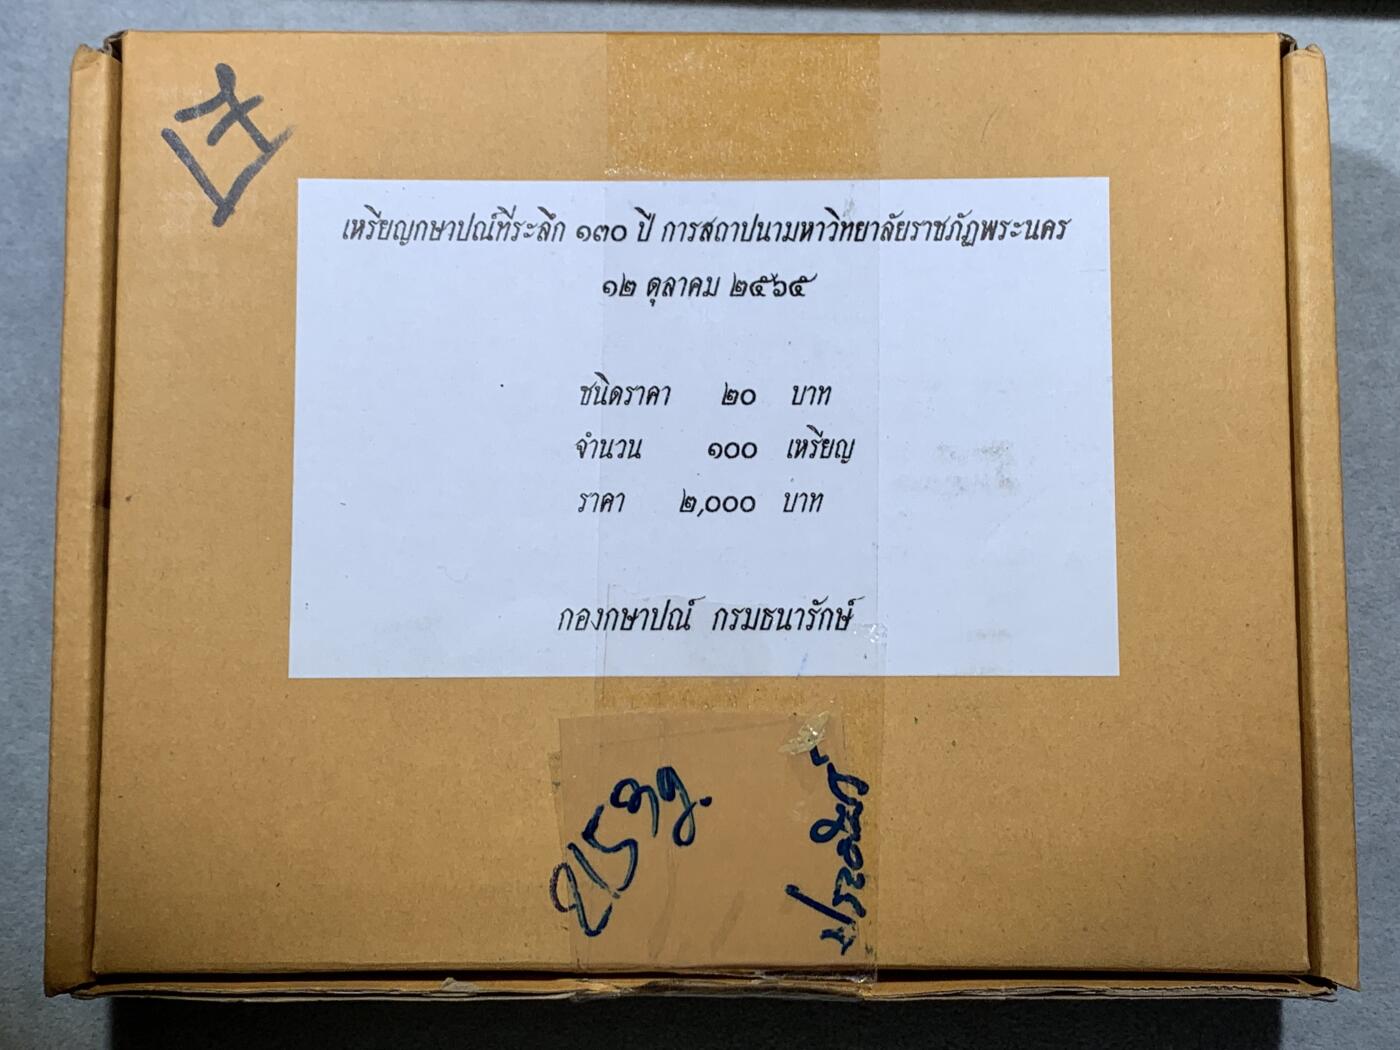 เหรียญกษาปณ์ที่ระลึก ๑๓๐ ปี การสถาปนามหาวิทยาลัยราชภัฏพระนคร
๑๒ ตุลาคม ๒๕๖๕
ชนิดราคา ๒๐ บาท
จำนวน ๑๐๐ เหรียญ
ราคา ๒,๐๐๐ บาท
กองกษาปณ์ กรมธนารักษ์